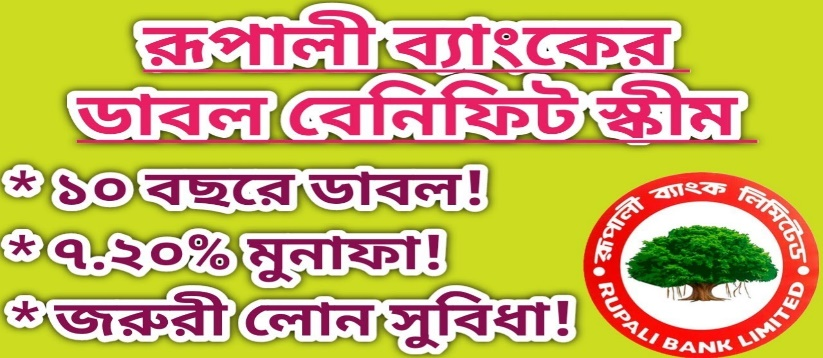 রূপালী ব্যাংকের
ডাবল বেনিফিট স্কীম
* ১০ বছরে ডাবল!
* ৭.২০% মুনাফা!
* জরুরী লোন সুবিধা!
রূপালী ব্যাংক লিমিটেড
RUPALI BANK LIMITED